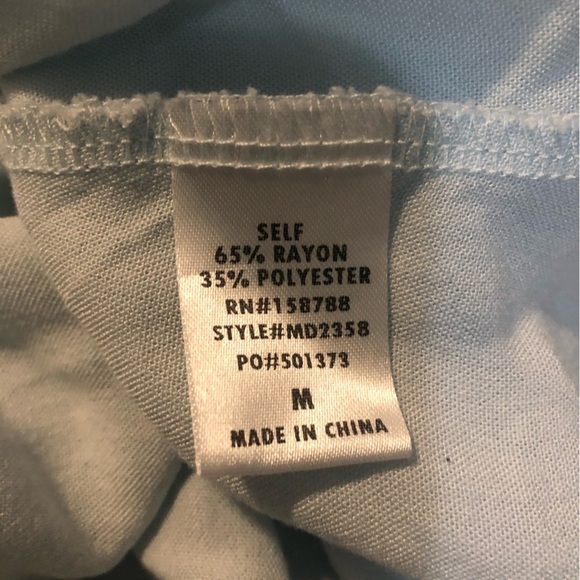 SELF
65% RAYON
35% POLYESTER
RN#158788
STYLE#MD2358
PO#501373
M
MADE IN CHINA